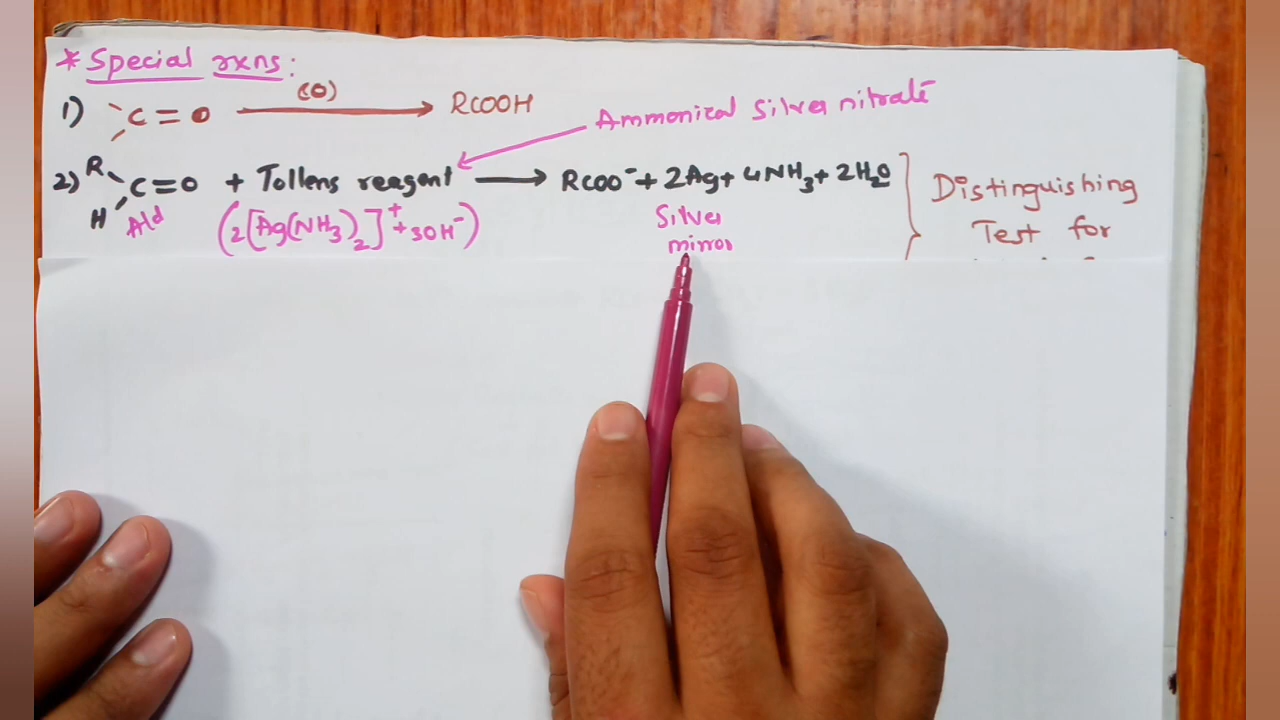 * Special rxns:
1) C = O (O) → RCOOH
Ammonical Silver nitrate
2) R H C=O + Tollens reagent → RCOO⁻ + 2Ag + 4NH₃ + 2H₂O
Ald (2[Ag(NH₃)₂]⁺ + 3OH⁻)
Silver
mirror
Distinguishing
Test for